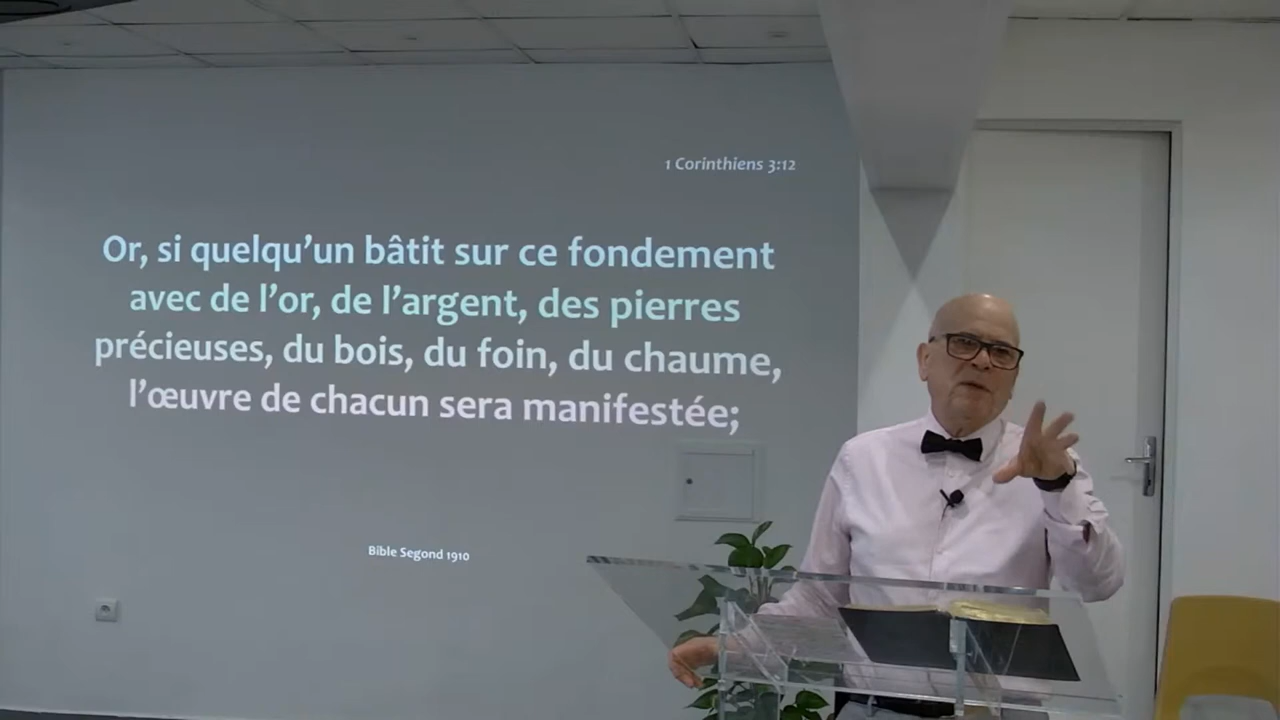 1 Corinthiens 3:12
Or, si quelqu’un bâtit sur ce fondement
avec de l’or, de l’argent, des pierres
précieuses, du bois, du foin, du chaume,
l’œuvre de chacun sera manifestée;
Bible Segond 1910